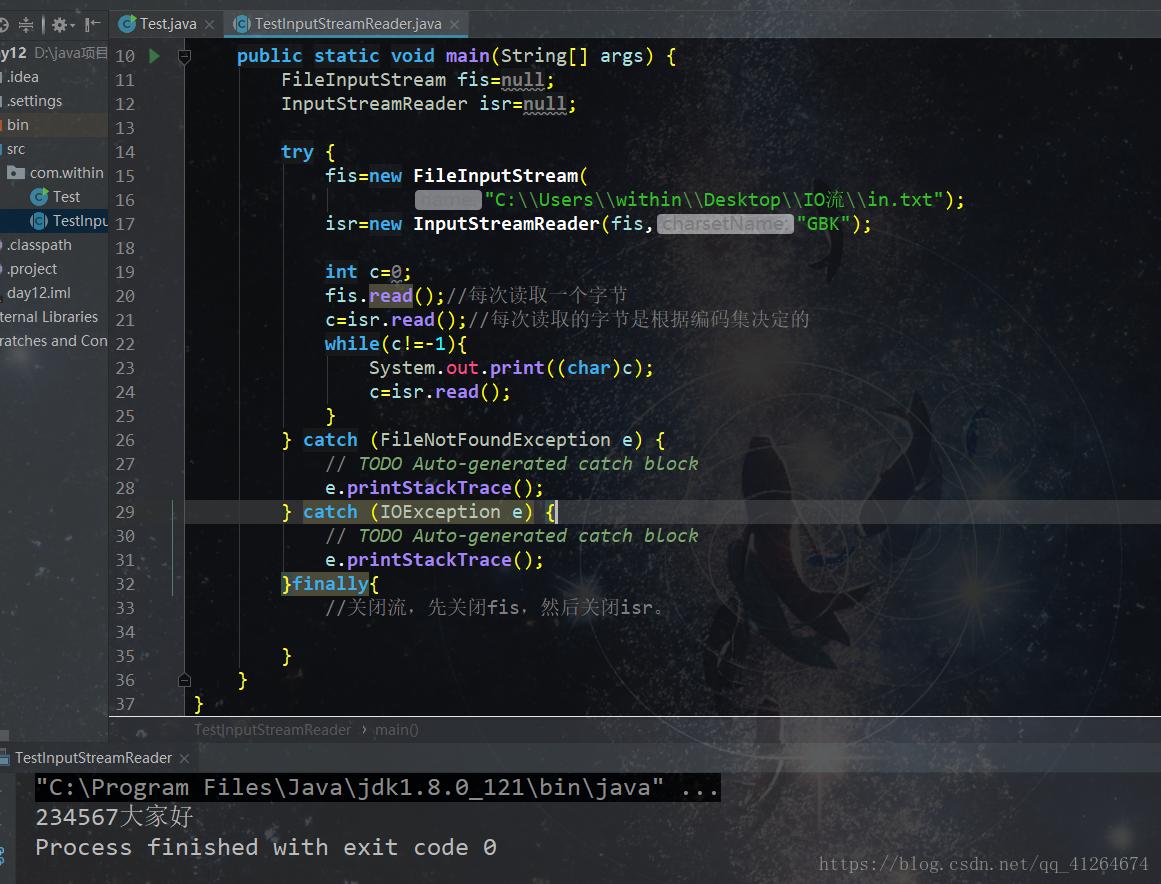 Test.java
TestInputStreamReader.java
y12 D:\java项目
.idea
.settings
bin
src
com.within
Test
TestInpu
.classpath
.project
day12.iml
ternal Libraries
ratches and Con
10 public static void main(String[] args) {
11 FileInputStream fis=null;
12 InputStreamReader isr=null;
13
14 try {
15 fis=new FileInputStream(
16 name: "C:\\Users\\within\\Desktop\\IO流\\in.txt");
17 isr=new InputStreamReader(fis, charsetName: "GBK");
18
19 int c=0;
20 fis.read();//每次读取一个字节
21 c=isr.read();//每次读取的字节是根据编码集决定的
22 while(c!=-1){
23 System.out.print((char)c);
24 c=isr.read();
25 }
26 } catch (FileNotFoundException e) {
27 // TODO Auto-generated catch block
28 e.printStackTrace();
29 } catch (IOException e) {
30 // TODO Auto-generated catch block
31 e.printStackTrace();
32 }finally{
33 //关闭流，先关闭fis，然后关闭isr。
34
35 }
36 }
37 }
TestInputStreamReader › main()
TestInputStreamReader
"C:\Program Files\Java\jdk1.8.0_121\bin\java" ...
234567大家好
Process finished with exit code 0
https://blog.csdn.net/qq_41264674